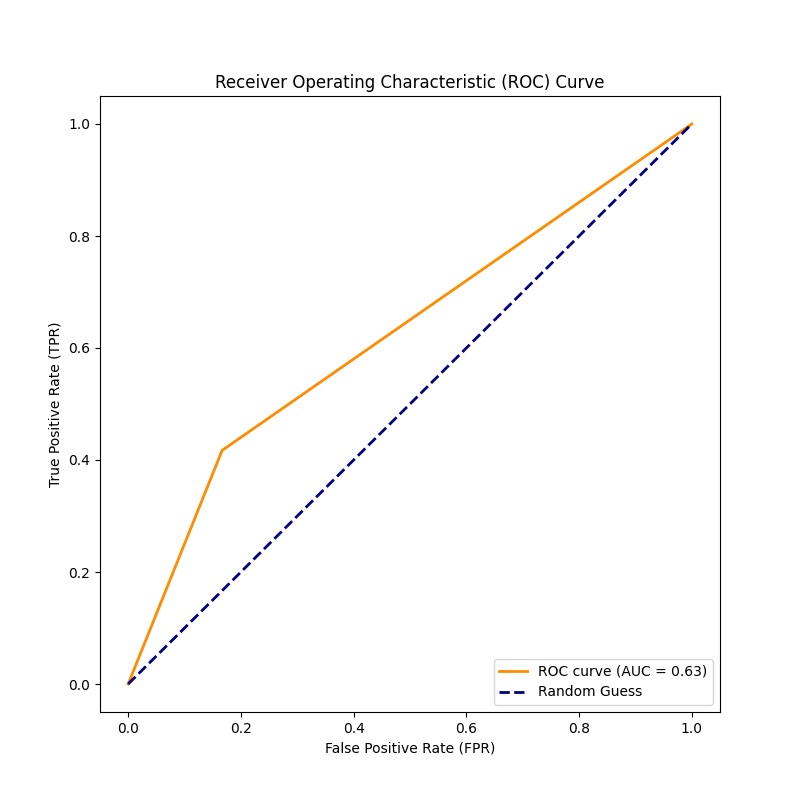 Receiver Operating Characteristic (ROC) Curve
1.0
0.8
0.6
0.4
0.2
0.0
True Positive Rate (TPR)
ROC curve (AUC = 0.63)
Random Guess
0.0 0.2 0.4 0.6 0.8 1.0
False Positive Rate (FPR)